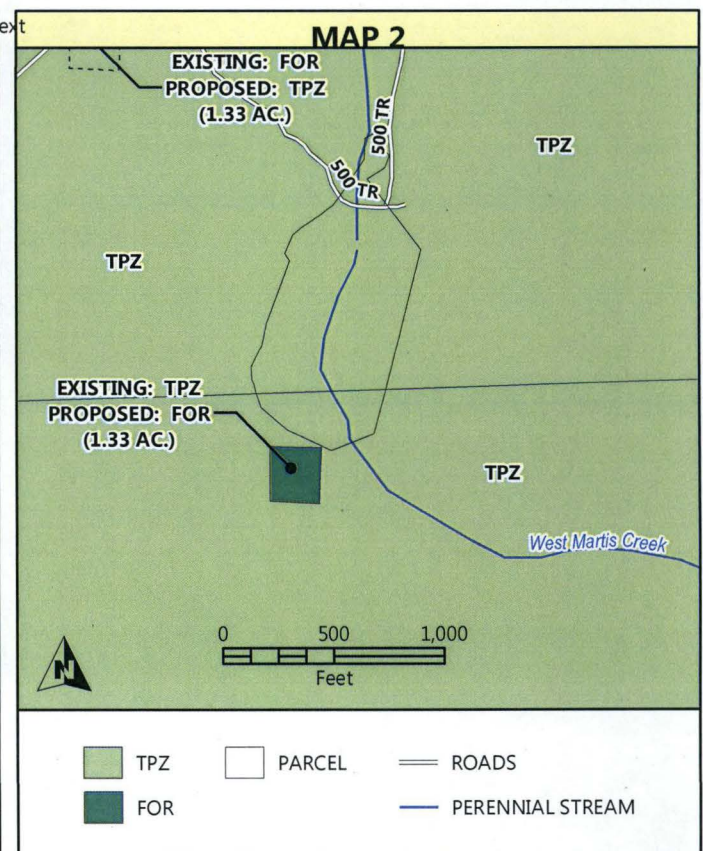 ext
MAP 2
EXISTING: FOR
PROPOSED: TPZ
(1.33 AC.)
500 TR
500 TR
TPZ
TPZ
EXISTING: TPZ
PROPOSED: FOR
(1.33 AC.)
TPZ
West Martis Creek
0 500 1,000
Feet
N
TPZ PARCEL ROADS
FOR PERENNIAL STREAM